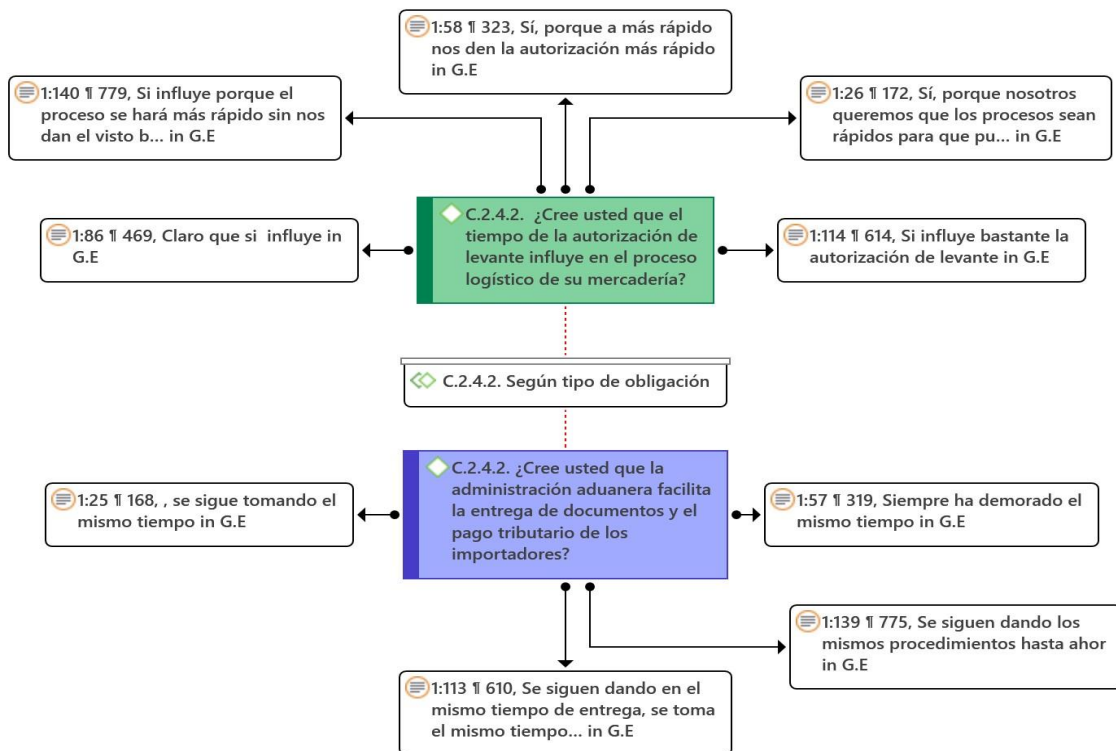 1:58 ¶ 323, Sí, porque a más rápido
nos den la autorización más rápido
in G.E
1:140 ¶ 779, Si influye porque el
proceso se hará más rápido sin nos
dan el visto b... in G.E
1:26 ¶ 172, Sí, porque nosotros
queremos que los procesos sean
rápidos para que pu... in G.E
C.2.4.2.  ¿Cree usted que el
tiempo de la autorización de
levante influye en el proceso
logístico de su mercadería?
1:86 ¶ 469, Claro que si  influye in
G.E
1:114 ¶ 614, Si influye bastante la
autorización de levante in G.E
C.2.4.2. Según tipo de obligación
C.2.4.2. ¿Cree usted que la
administración aduanera facilita
la entrega de documentos y el
pago tributario de los
importadores?
1:25 ¶ 168, , se sigue tomando el
mismo tiempo in G.E
1:57 ¶ 319, Siempre ha demorado el
mismo tiempo in G.E
1:139 ¶ 775, Se siguen dando los
mismos procedimientos hasta ahor
in G.E
1:113 ¶ 610, Se siguen dando en el
mismo tiempo de entrega, se toma
el mismo tiempo... in G.E